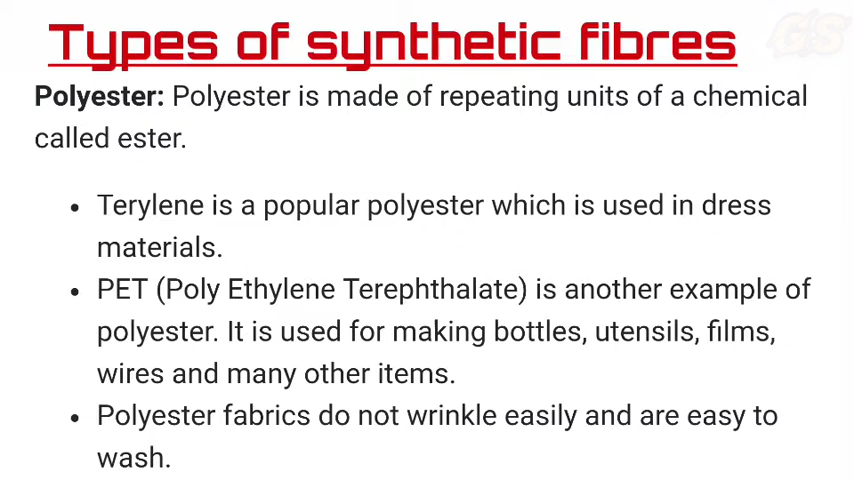 Types of synthetic fibres
GS
Polyester: Polyester is made of repeating units of a chemical
called ester.
• Terylene is a popular polyester which is used in dress
materials.
• PET (Poly Ethylene Terephthalate) is another example of
polyester. It is used for making bottles, utensils, films,
wires and many other items.
• Polyester fabrics do not wrinkle easily and are easy to
wash.